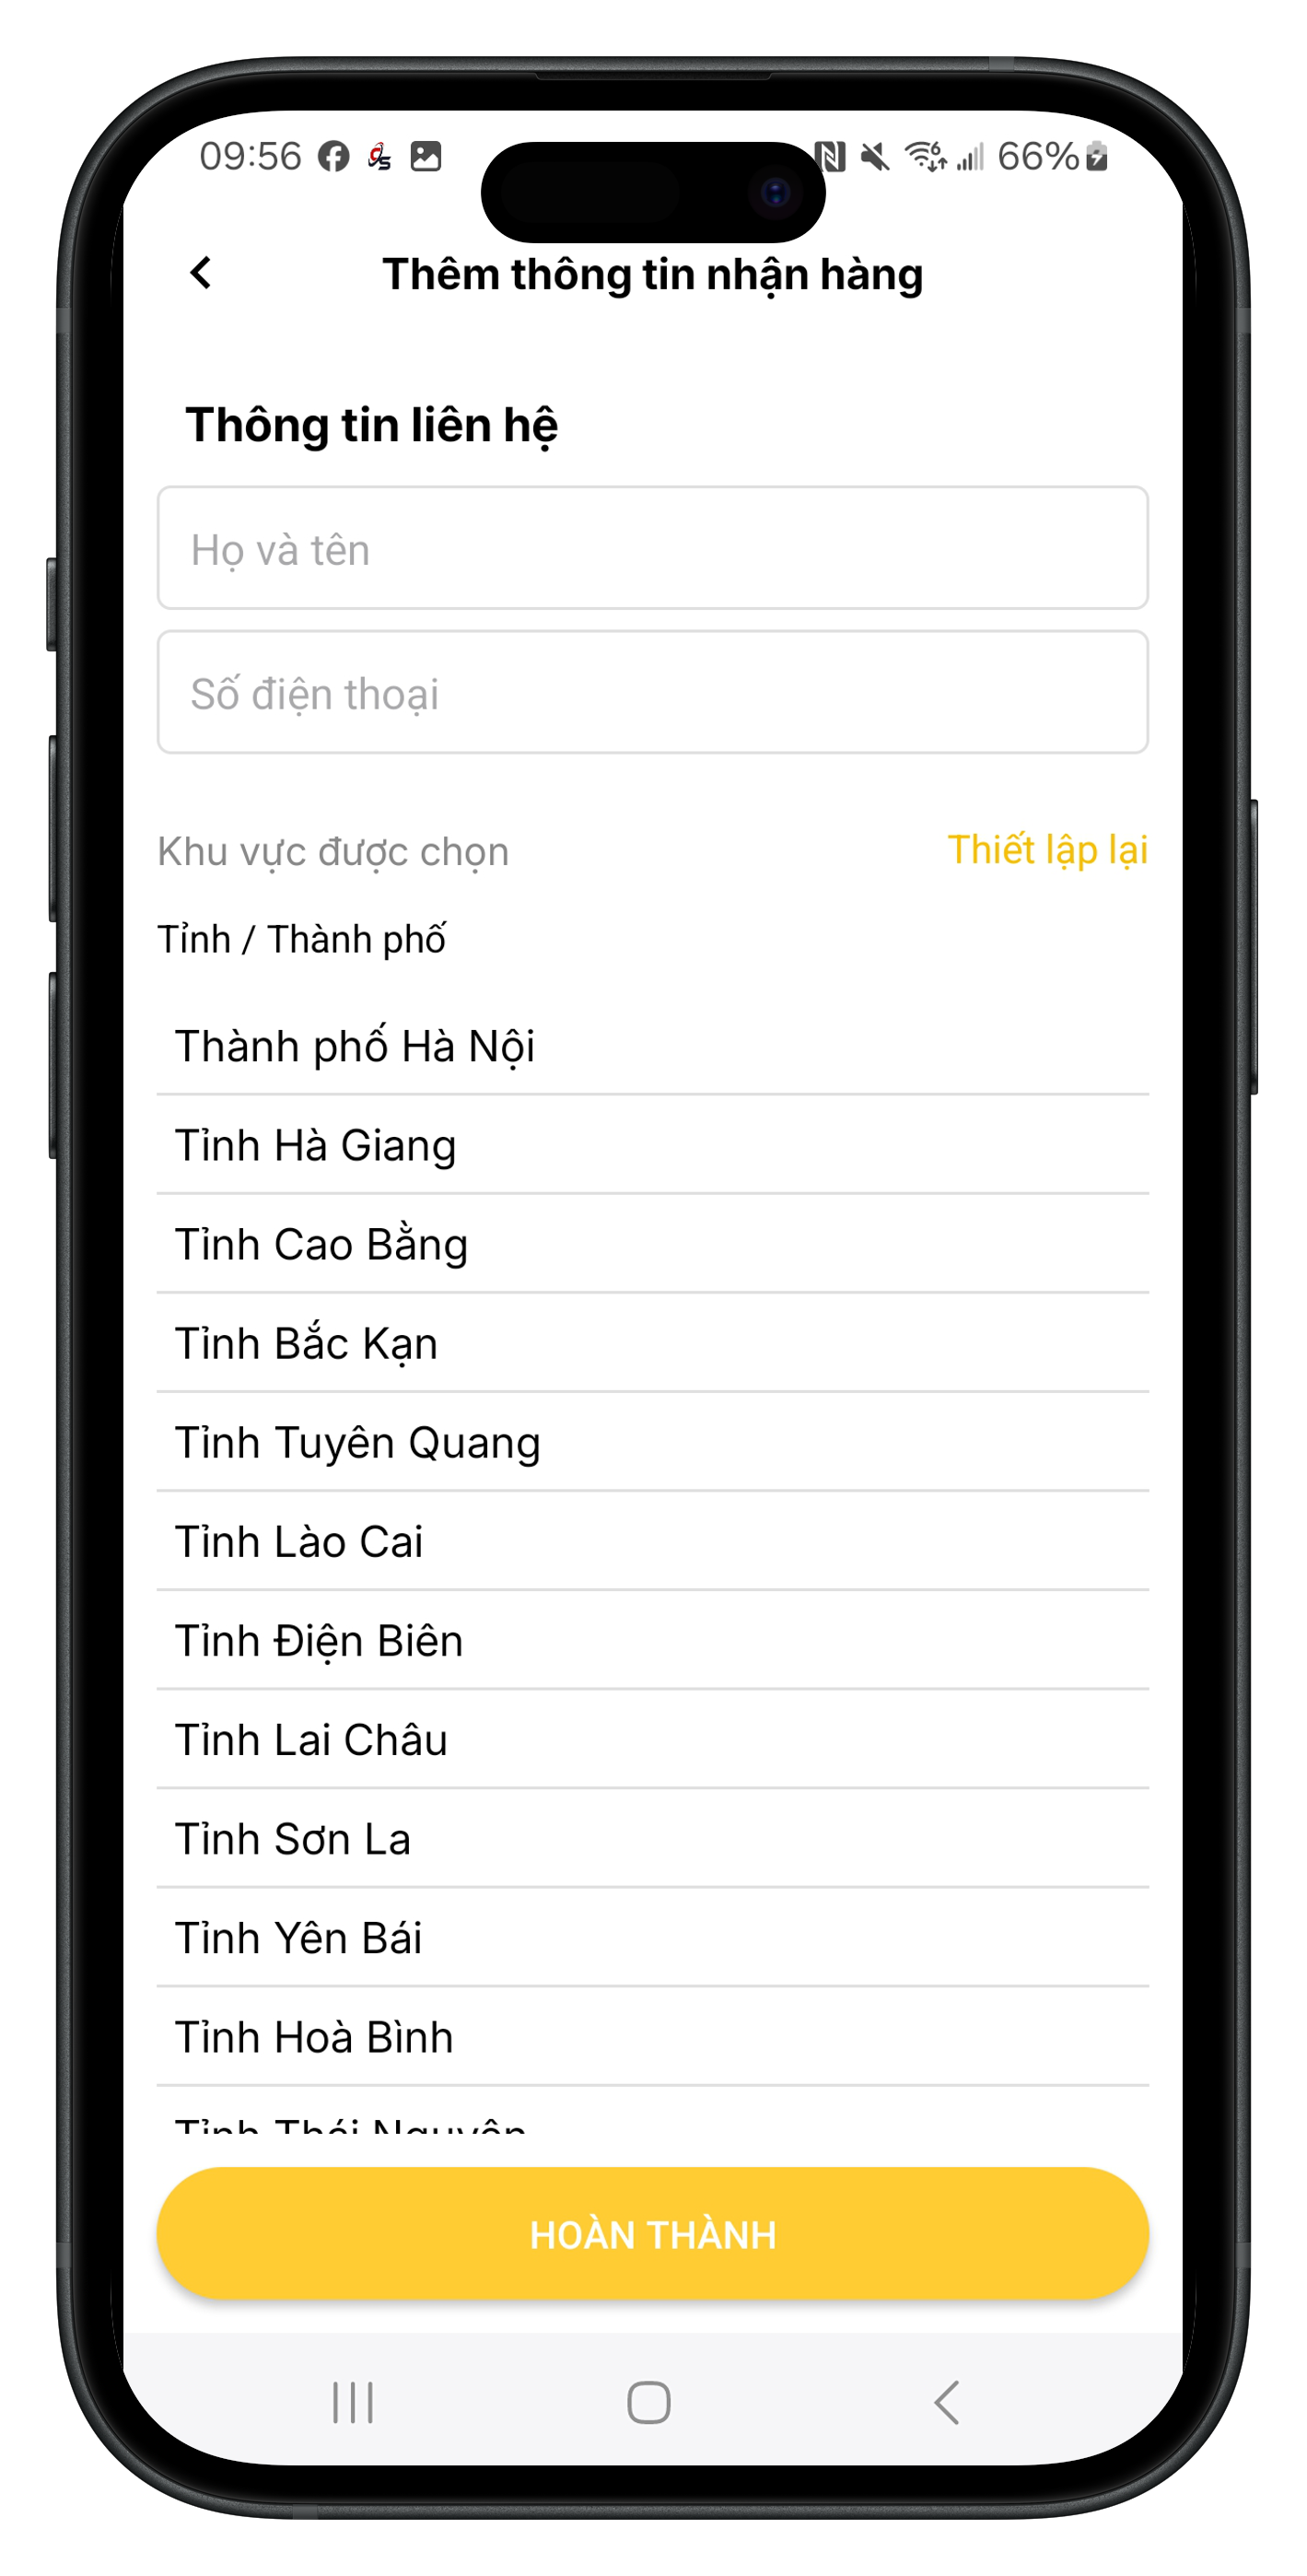 09:56
66%
Thêm thông tin nhận hàng
Thông tin liên hệ
Họ và tên
Số điện thoại
Khu vực được chọn
Thiết lập lại
Tỉnh / Thành phố
Thành phố Hà Nội
Tỉnh Hà Giang
Tỉnh Cao Bằng
Tỉnh Bắc Kạn
Tỉnh Tuyên Quang
Tỉnh Lào Cai
Tỉnh Điện Biên
Tỉnh Lai Châu
Tỉnh Sơn La
Tỉnh Yên Bái
Tỉnh Hoà Bình
Tỉnh Thái Nguyên
HOÀN THÀNH